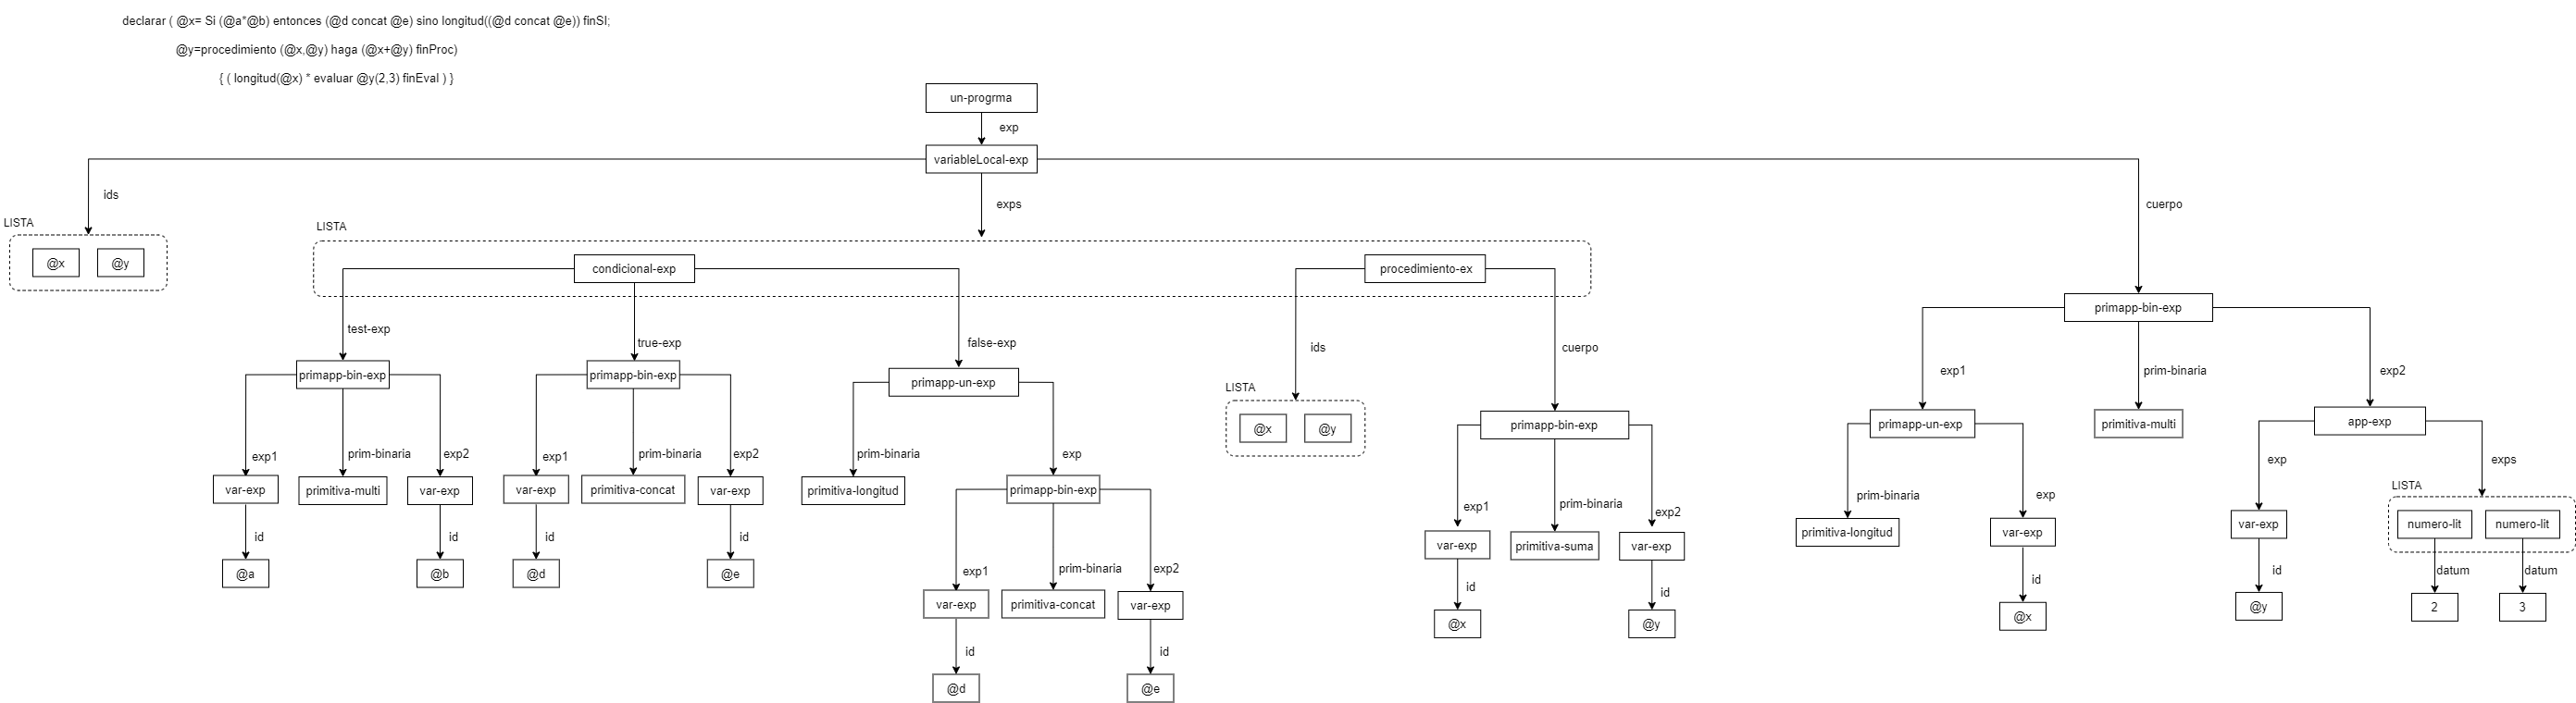 declarar ( @x= Si (@a*@b) entonces (@d concat @e) sino longitud((@d concat @e)) finSI;
@y=procedimiento (@x,@y) haga (@x+@y) finProc)
{ ( longitud(@x) * evaluar @y(2,3) finEval ) }
un-progrma
exp
variableLocal-exp
ids
exps
cuerpo
LISTA
LISTA
@x
@y
condicional-exp
procedimiento-ex
primapp-bin-exp
test-exp
true-exp
false-exp
ids
cuerpo
exp1
prim-binaria
exp2
primapp-bin-exp
primapp-bin-exp
primapp-un-exp
LISTA
@x
@y
primapp-bin-exp
primapp-un-exp
primitiva-multi
app-exp
exp1
prim-binaria
exp2
exp1
prim-binaria
exp2
prim-binaria
exp
exp
exps
var-exp
primitiva-multi
var-exp
var-exp
primitiva-concat
var-exp
primitiva-longitud
primapp-bin-exp
exp1
prim-binaria
exp2
prim-binaria
exp
LISTA
id
id
id
id
var-exp
primitiva-suma
var-exp
primitiva-longitud
var-exp
var-exp
numero-lit
numero-lit
@a
@b
@d
@e
exp1
prim-binaria
exp2
id
id
id
id
datum
datum
var-exp
primitiva-concat
var-exp
@x
@y
@x
@y
2
3
id
id
@d
@e